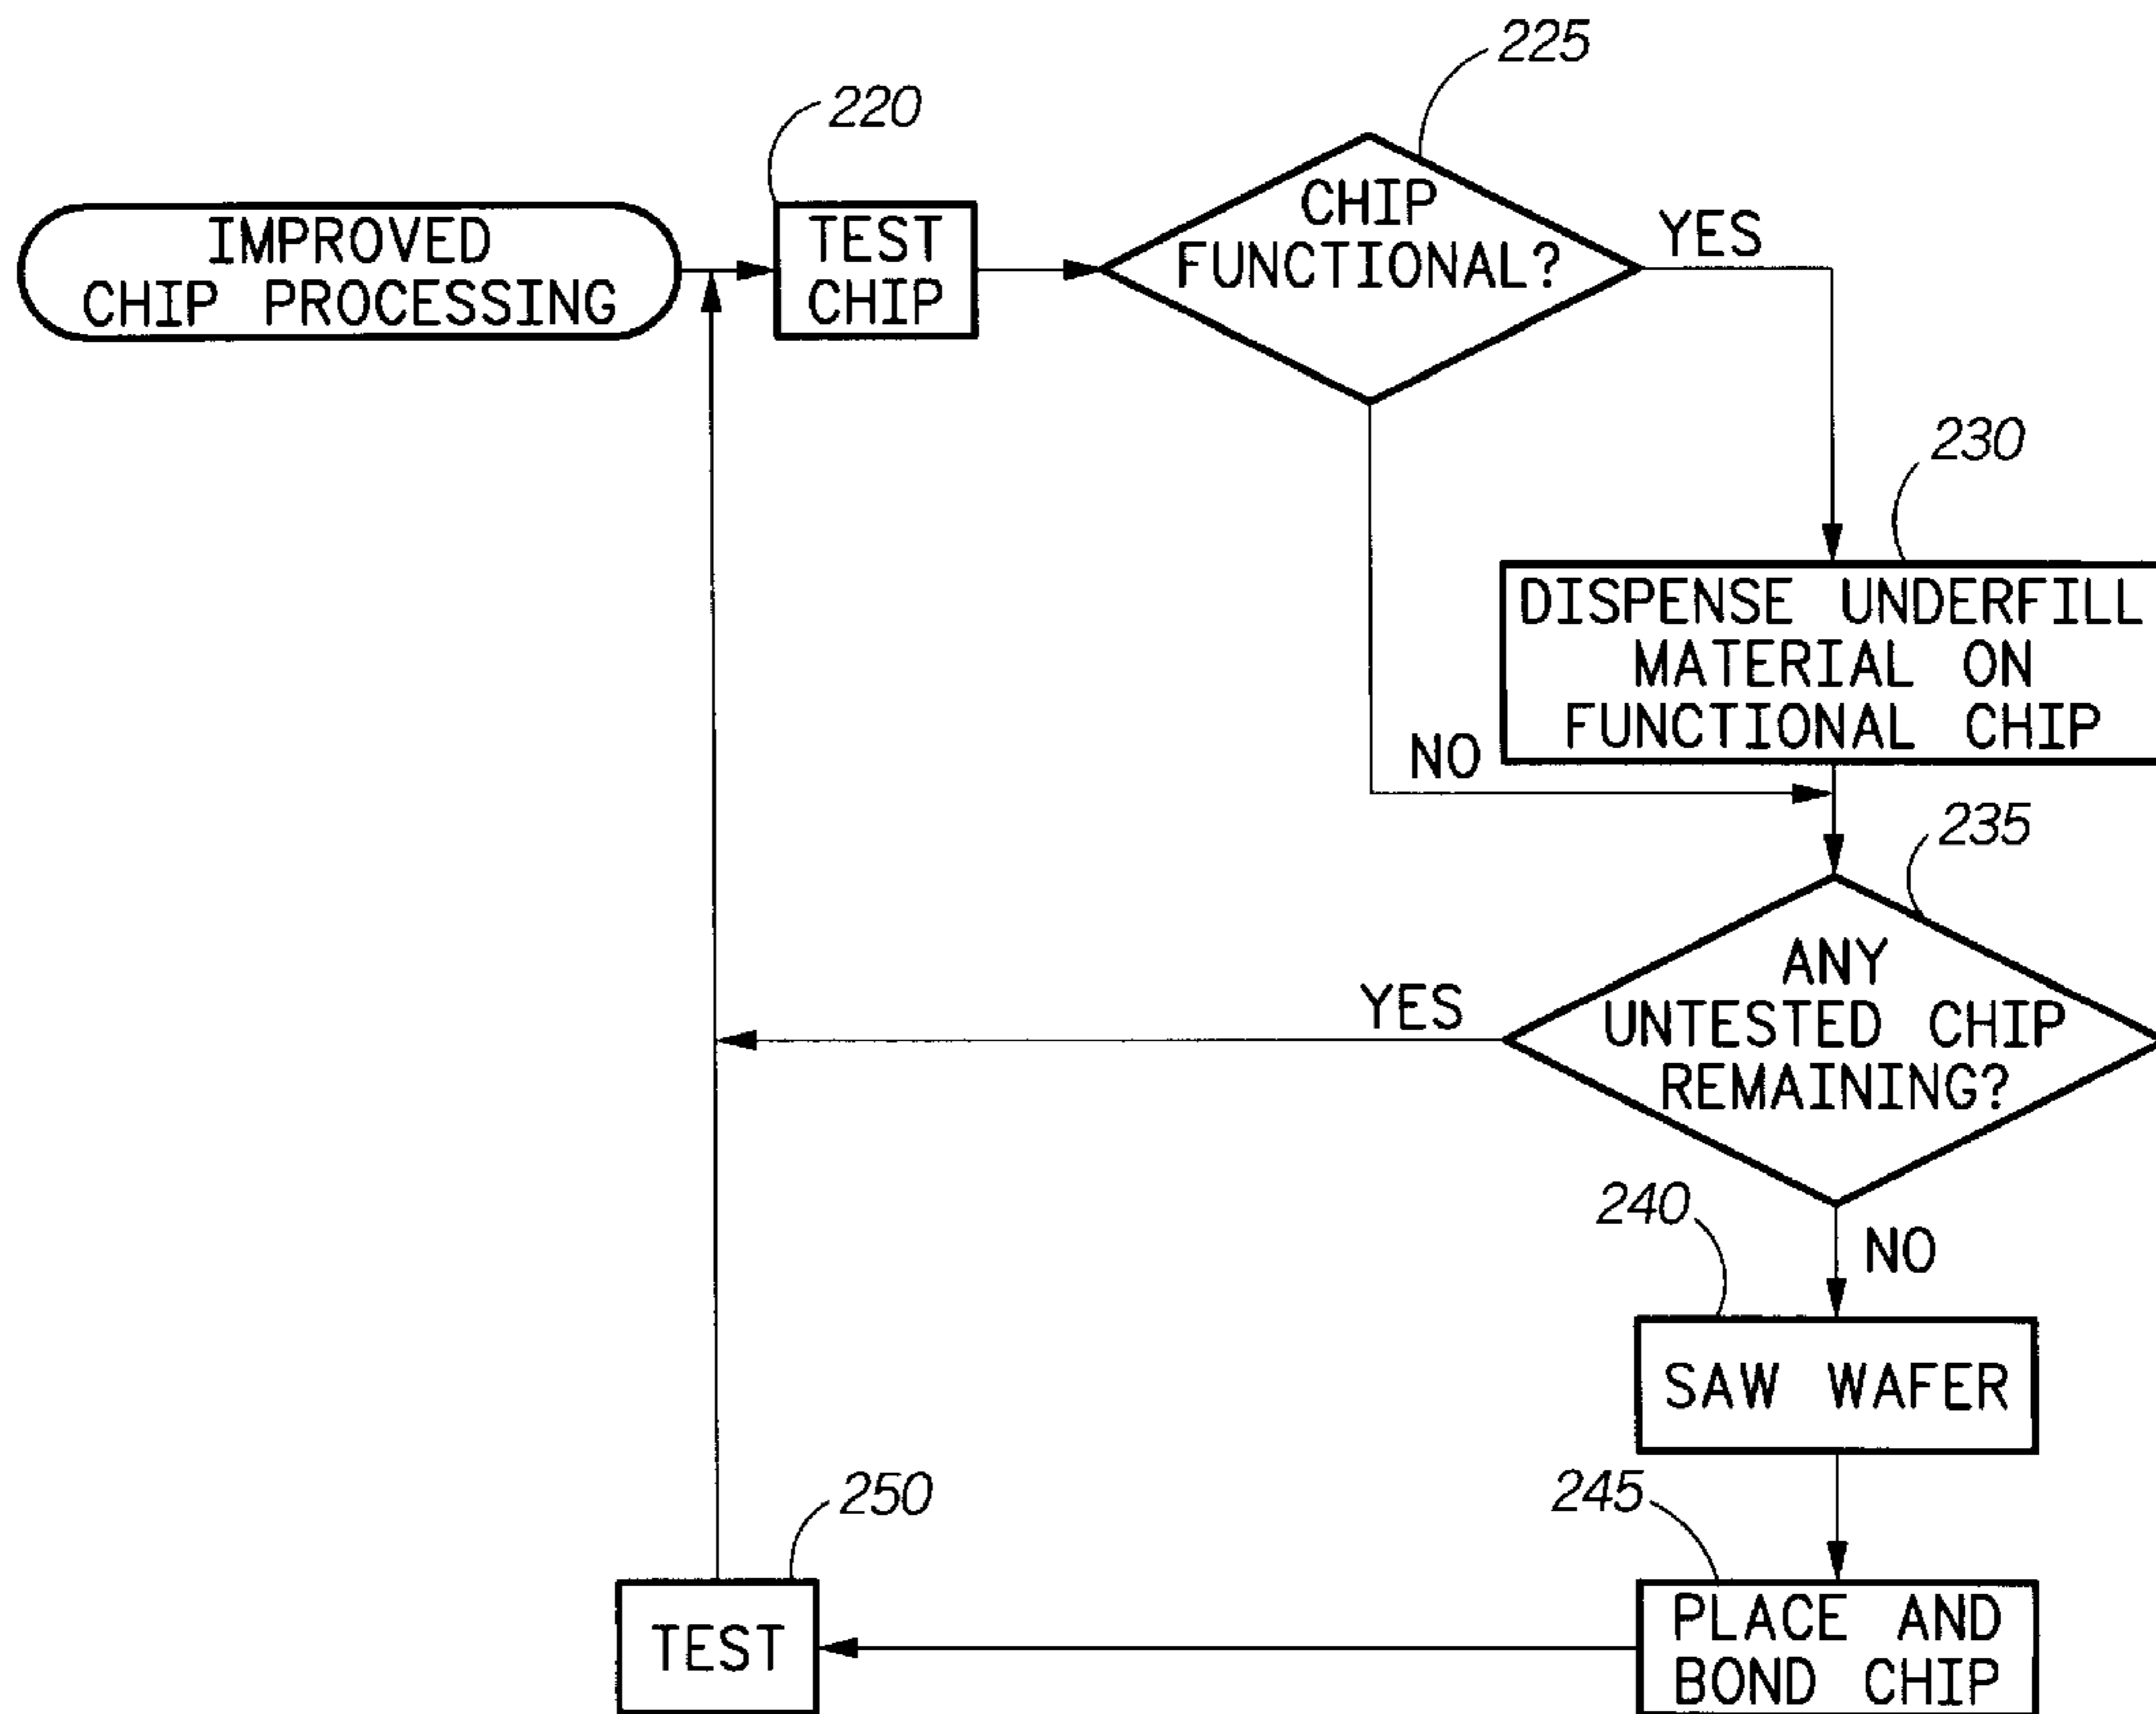 225
220
IMPROVED
CHIP PROCESSING
TEST
CHIP
CHIP
FUNCTIONAL?
YES
230
DISPENSE UNDERFILL
MATERIAL ON
FUNCTIONAL CHIP
NO
235
ANY
UNTESTED CHIP
REMAINING?
YES
240
NO
SAW WAFER
245
PLACE AND
BOND CHIP
250
TEST